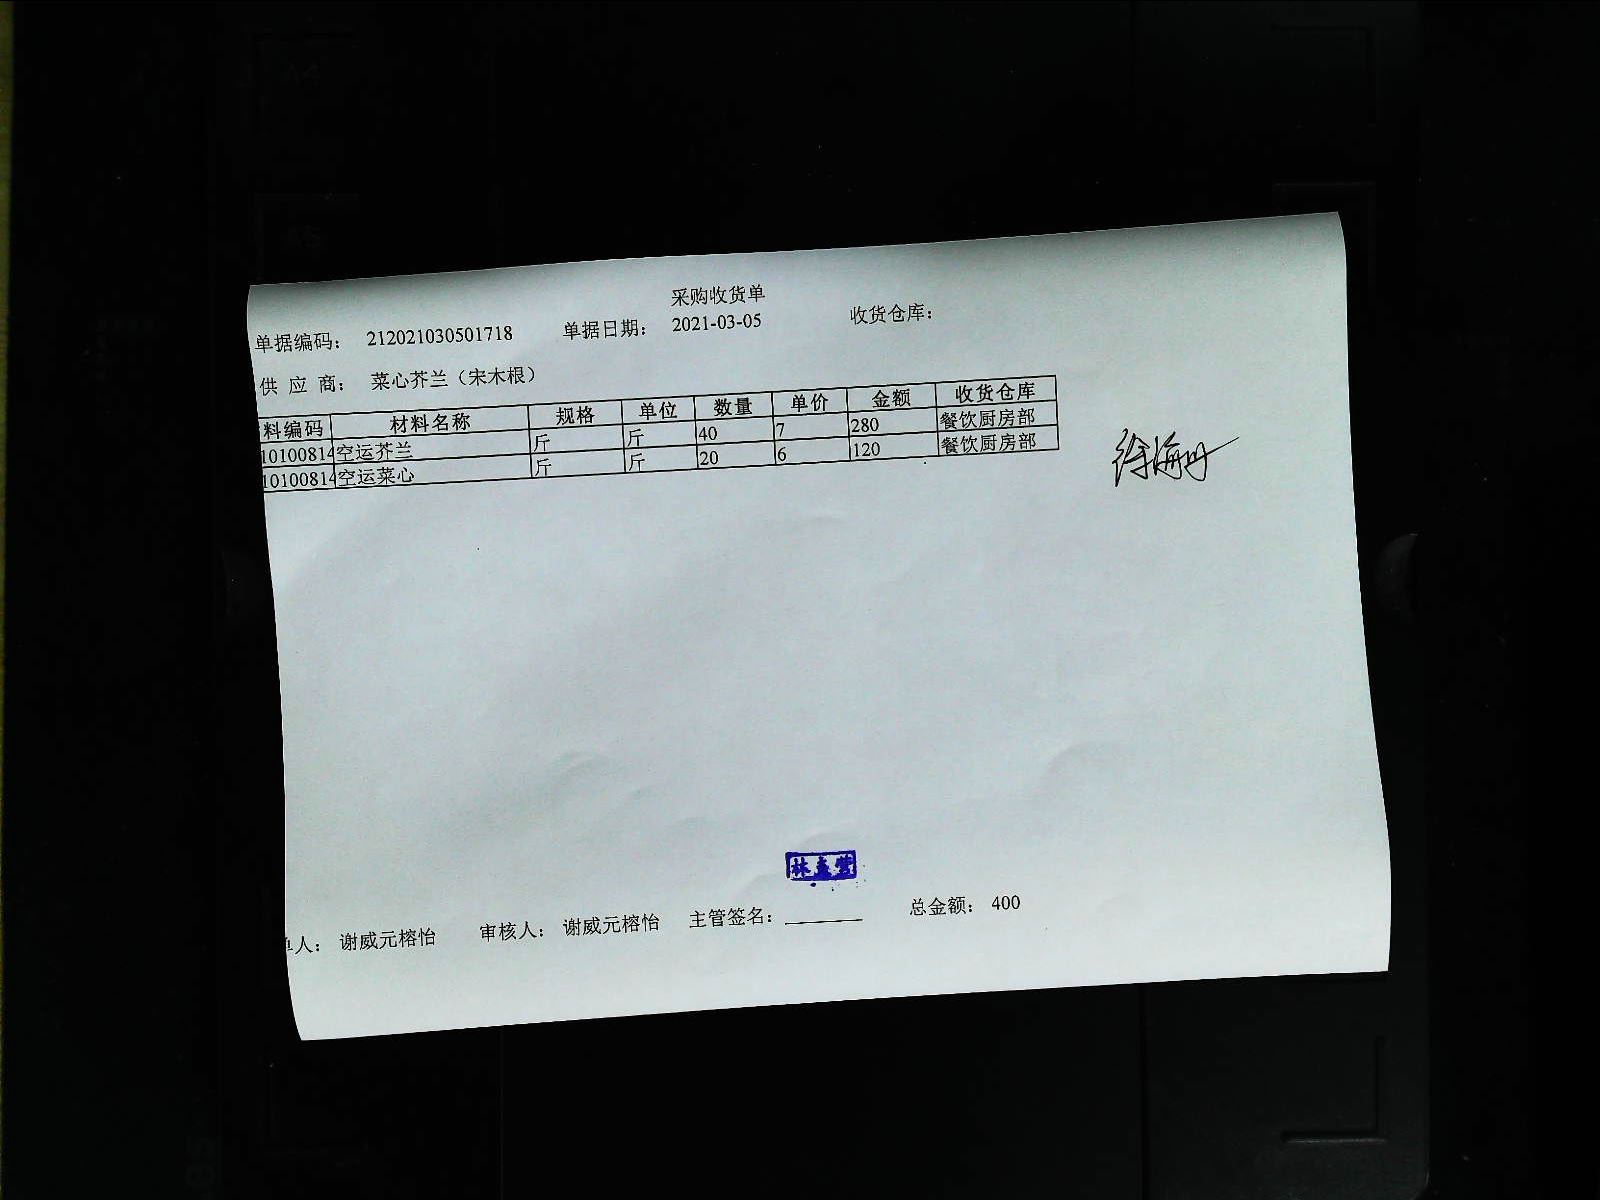 采购收货单
单据编码： 212021030501718 单据日期： 2021-03-05 收货仓库：
供 应 商： 菜心芥兰（宋木根）
料编码 材料名称 规格 单位 数量 单价 金额 收货仓库
10100814 空运芥兰 斤 斤 40 7 280 餐饮厨房部
10100814 空运菜心 斤 斤 20 6 120 餐饮厨房部
徐海丹
人： 谢威元榕怡 审核人： 谢威元榕怡 主管签名： 总金额： 400